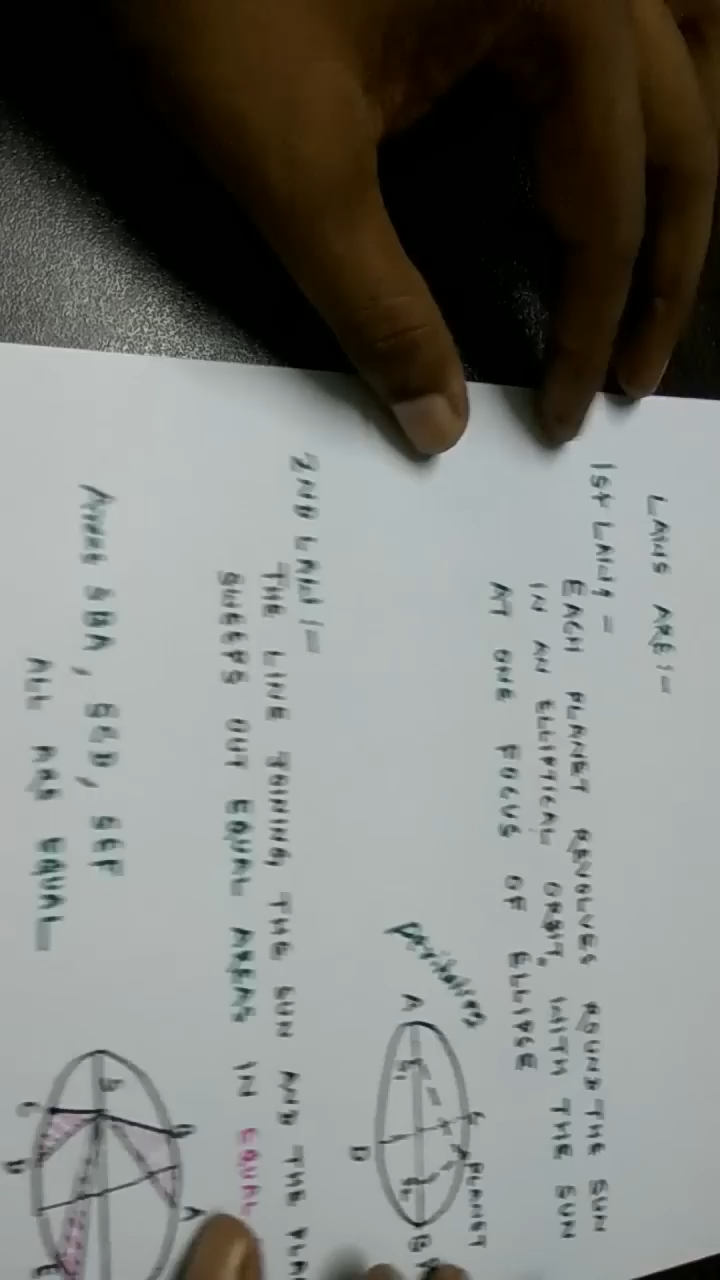 LAWS ARE:-
1st LAW; -
EACH PLANET REVOLVES ROUND THE SUN
IN AN ELLIPTICAL ORBIT, WITH THE SUN
AT ONE FOCUS OF ELLIPSE
A
PLANET
D
B
2ND LAW:-
THE LINE JOINING THE SUN AND THE
SWEEPS OUT EQUAL AREAS IN EQUAL
SBA, SCD, SEF
ALL ARE EQUAL
S
C
D
B
A
E